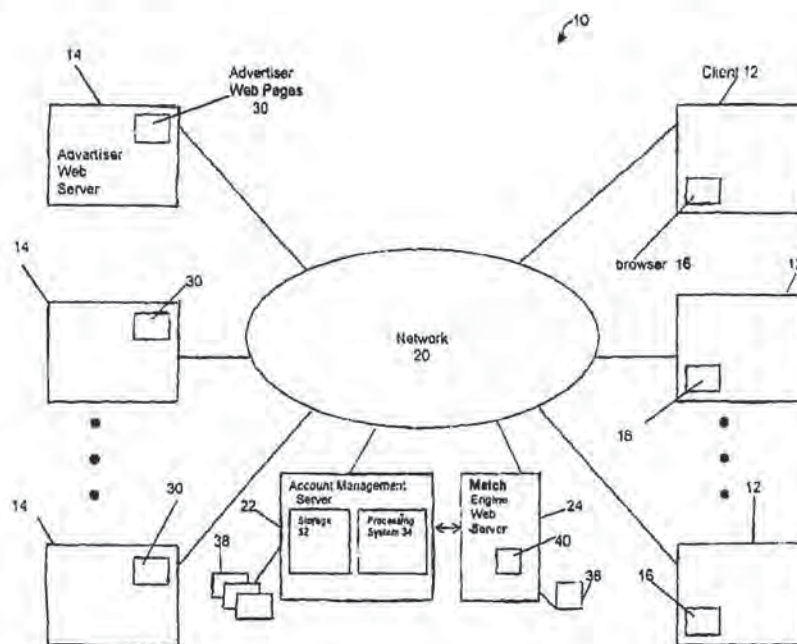 10
14
Advertiser
Web Pages
30
Client 12
Advertiser
Web
Server
browser 16
14
30
Network
20
16
Account Management
Server
Storage
32
Processing
System 34
22
38
Match
Engine
Web
Server
40
24
36
14
30
12
16